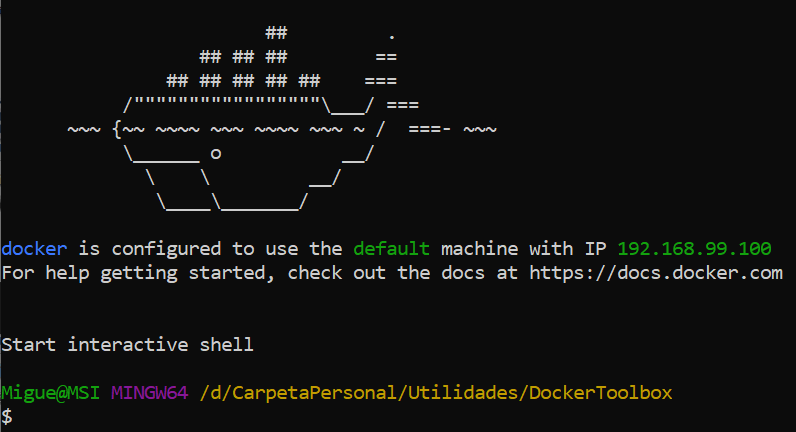 ##         .
                  ## ## ##        ==
               ## ## ## ## ##    ===
           /"""""""""""""""""\___/ ===
      ~~~ {~~ ~~~~ ~~~ ~~~~ ~~~ ~ /  ===- ~~~
           \______ o           __/
             \    \         __/
              \____\_______/
docker is configured to use the default machine with IP 192.168.99.100
For help getting started, check out the docs at https://docs.docker.com
Start interactive shell
Migue@MSI MINGW64 /d/CarpetaPersonal/Utilidades/DockerToolbox
$